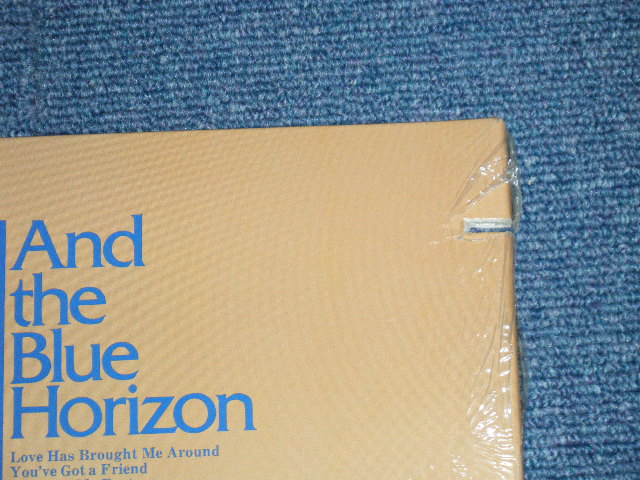 And
the
Blue
Horizon
Love Has Brought Me Around
You've Got a Friend